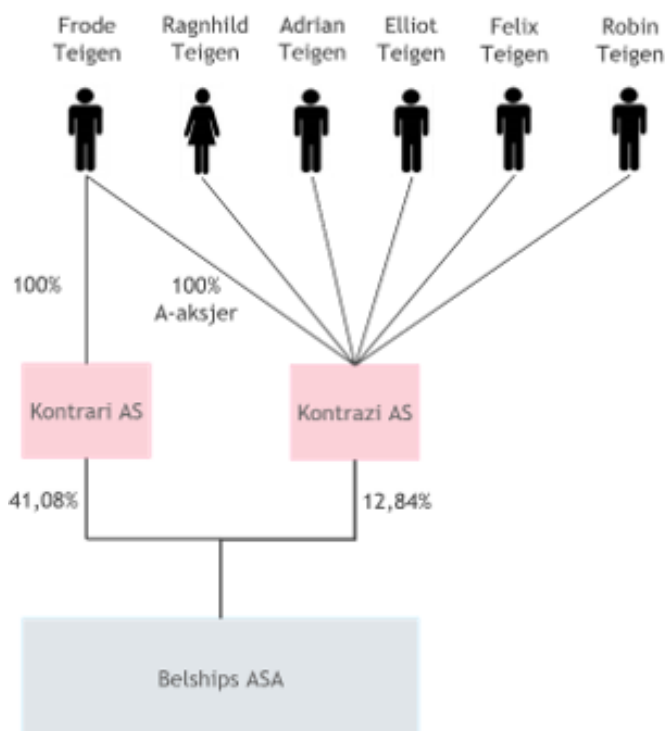 Frode
Teigen
Ragnhild
Teigen
Adrian
Teigen
Elliot
Teigen
Felix
Teigen
Robin
Teigen
100%
100%
A-aksjer
Kontrari AS
Kontrazi AS
41,08%
12,84%
Belships ASA